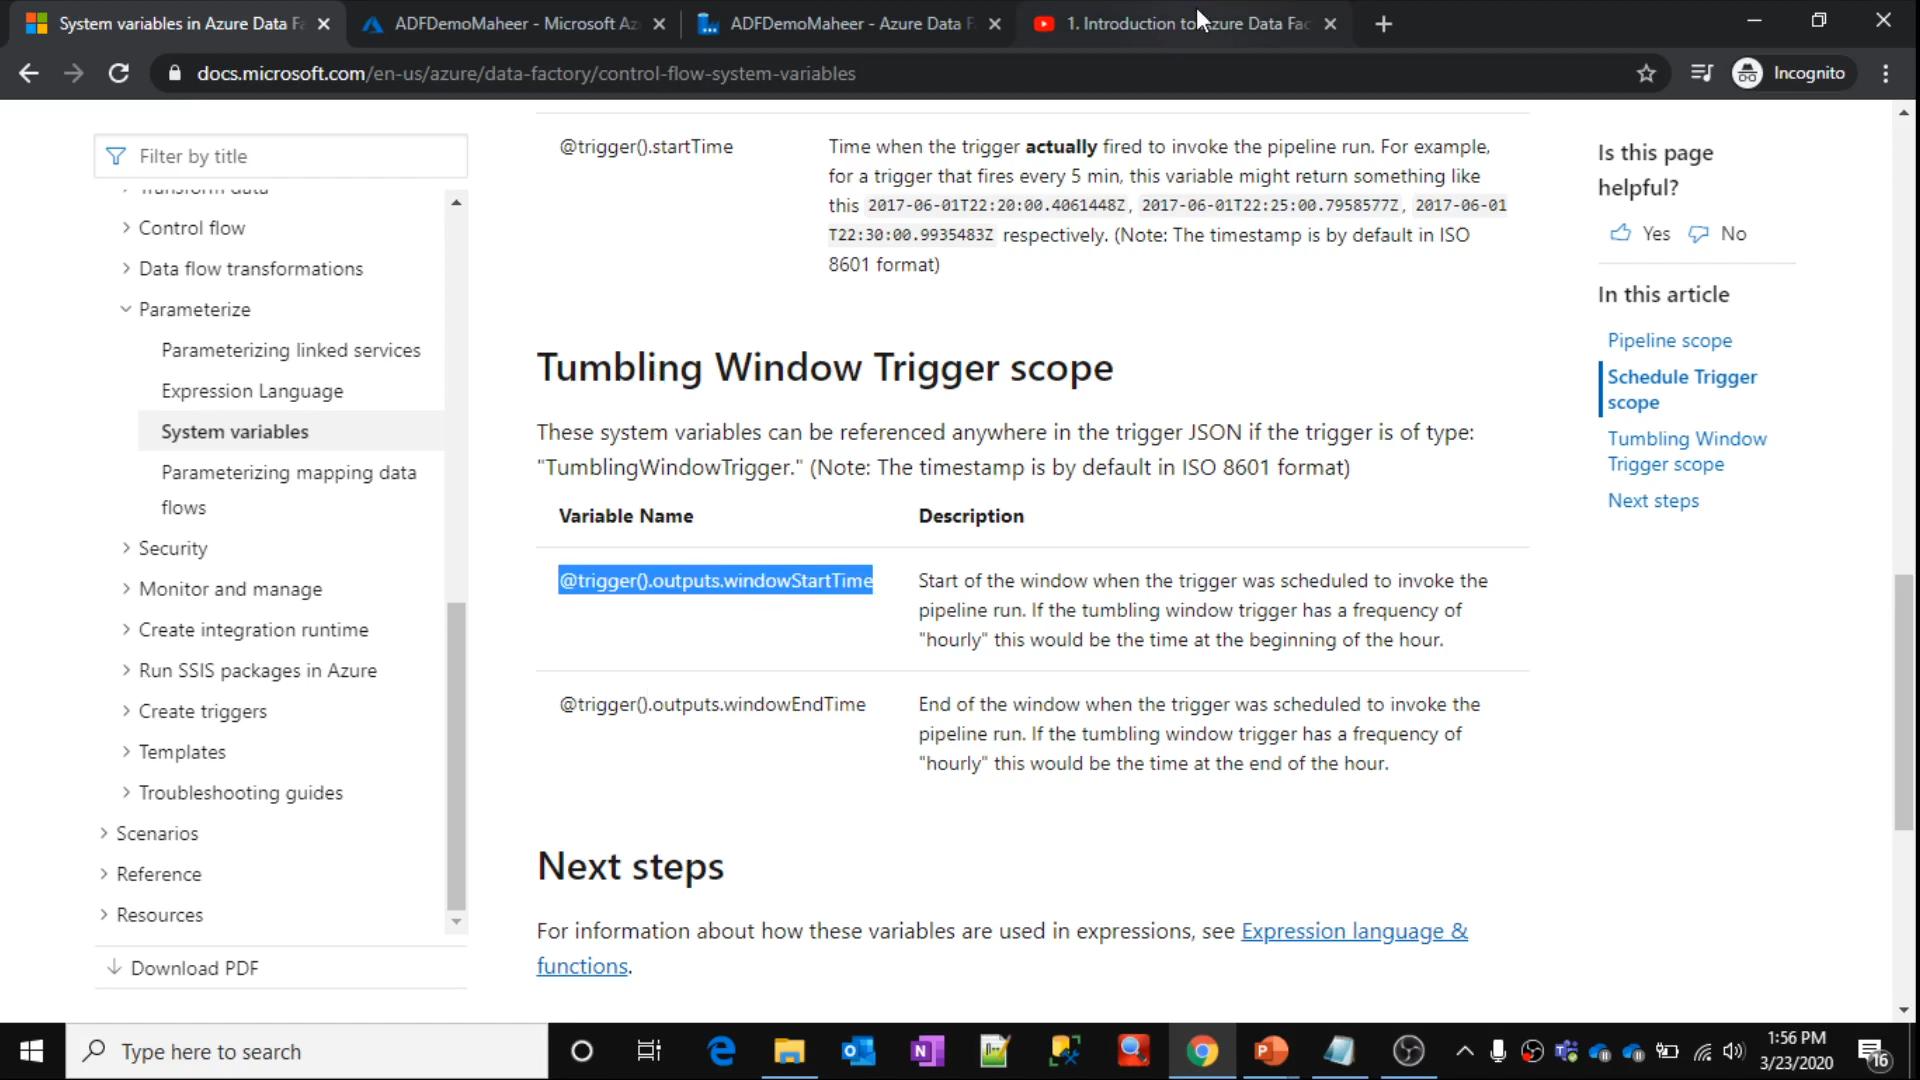 System variables in Azure Data Fa
ADFDemoMaheer - Microsoft Az
ADFDemoMaheer - Azure Data F
1. Introduction to Azure Data Fac
docs.microsoft.com/en-us/azure/data-factory/control-flow-system-variables
Incognito
Filter by title
Transform data
Control flow
Data flow transformations
Parameterize
Parameterizing linked services
Expression Language
System variables
Parameterizing mapping data
flows
Security
Monitor and manage
Create integration runtime
Run SSIS packages in Azure
Create triggers
Templates
Troubleshooting guides
Scenarios
Reference
Resources
Download PDF
@trigger().startTime
Time when the trigger actually fired to invoke the pipeline run. For example,
for a trigger that fires every 5 min, this variable might return something like
this 2017-06-01T22:20:00.4061448Z, 2017-06-01T22:25:00.7958577Z, 2017-06-01
T22:30:00.9935483Z respectively. (Note: The timestamp is by default in ISO
8601 format)
Tumbling Window Trigger scope
These system variables can be referenced anywhere in the trigger JSON if the trigger is of type:
"TumblingWindowTrigger." (Note: The timestamp is by default in ISO 8601 format)
Variable Name
Description
@trigger().outputs.windowStartTime
Start of the window when the trigger was scheduled to invoke the
pipeline run. If the tumbling window trigger has a frequency of
"hourly" this would be the time at the beginning of the hour.
@trigger().outputs.windowEndTime
End of the window when the trigger was scheduled to invoke the
pipeline run. If the tumbling window trigger has a frequency of
"hourly" this would be the time at the end of the hour.
Next steps
For information about how these variables are used in expressions, see Expression language &
functions.
Is this page
helpful?
Yes
No
In this article
Pipeline scope
Schedule Trigger
scope
Tumbling Window
Trigger scope
Next steps
Type here to search
1:56 PM
3/23/2020
16